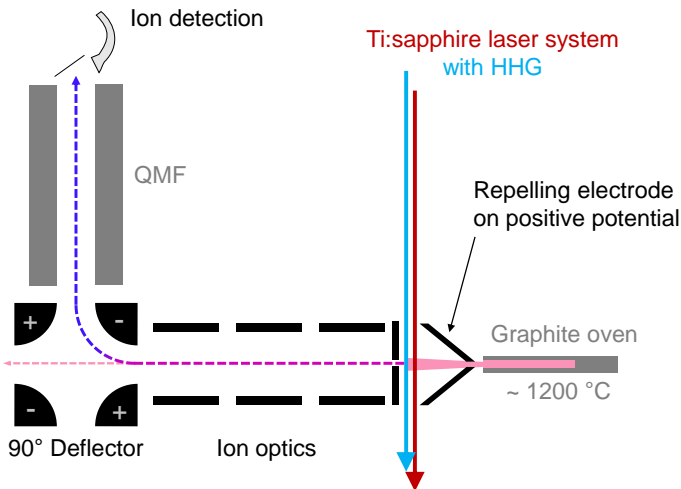 Ion detection
Ti:sapphire laser system
with HHG
QMF
Repelling electrode
on positive potential
+
-
Graphite oven
~ 1200 °C
-
+
90° Deflector
Ion optics